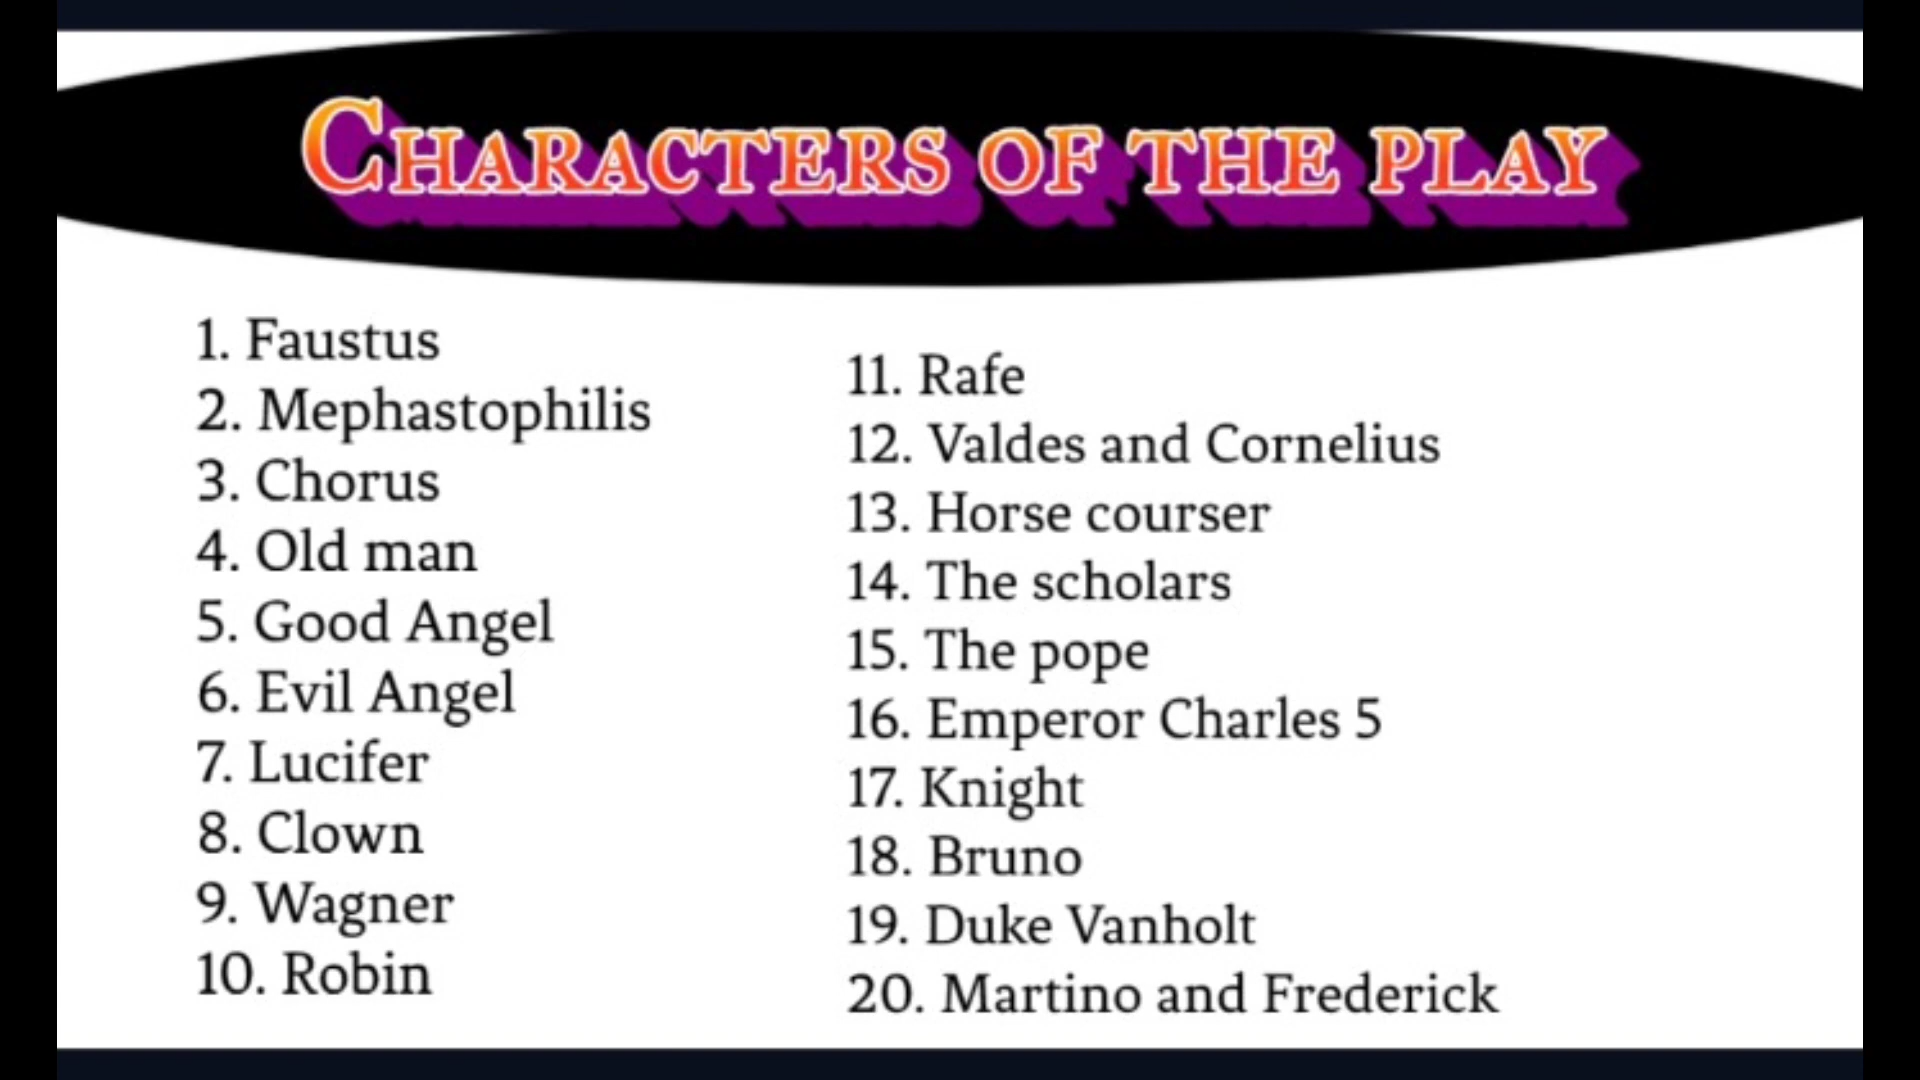 Characters of the play
1. Faustus
2. Mephastophilis
3. Chorus
4. Old man
5. Good Angel
6. Evil Angel
7. Lucifer
8. Clown
9. Wagner
10. Robin
11. Rafe
12. Valdes and Cornelius
13. Horse courser
14. The scholars
15. The pope
16. Emperor Charles 5
17. Knight
18. Bruno
19. Duke Vanholt
20. Martino and Frederick